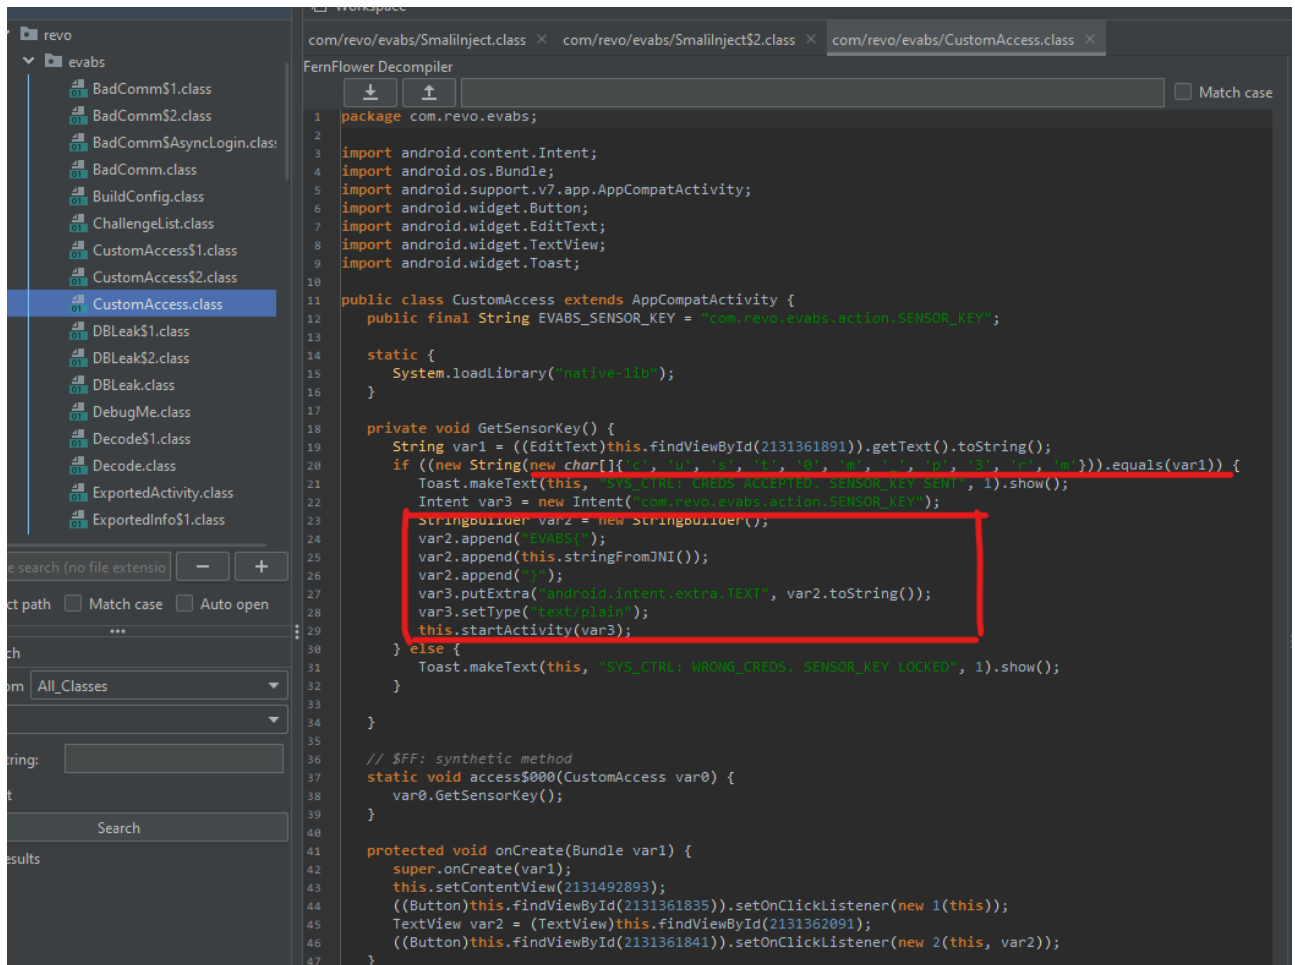 Workspace
revo
evabs
BadComm$1.class
BadComm$2.class
BadComm$AsyncLogin.clas
BadComm.class
BuildConfig.class
ChallengeList.class
CustomAccess$1.class
CustomAccess$2.class
CustomAccess.class
DBLeak$1.class
DBLeak$2.class
DBLeak.class
DebugMe.class
Decode$1.class
Decode.class
ExportedActivity.class
ExportedInfo$1.class
e search (no file extensio
− +
ct path Match case Auto open
ch
om All_Classes
tring:
t
Search
esults
com/revo/evabs/SmaliInject.class × com/revo/evabs/SmaliInject$2.class × com/revo/evabs/CustomAccess.class ×
FernFlower Decompiler
Match case
1 package com.revo.evabs;
2
3 import android.content.Intent;
4 import android.os.Bundle;
5 import android.support.v7.app.AppCompatActivity;
6 import android.widget.Button;
7 import android.widget.EditText;
8 import android.widget.TextView;
9 import android.widget.Toast;
10
11 public class CustomAccess extends AppCompatActivity {
12 public final String EVABS_SENSOR_KEY = "com.revo.evabs.action.SENSOR_KEY";
13
14 static {
15 System.loadLibrary("native-lib");
16 }
17
18 private void GetSensorKey() {
19 String var1 = ((EditText)this.findViewById(2131361891)).getText().toString();
20 if ((new String(new char[]{'c', 'u', 's', 't', '0', 'm', '_', 'p', '3', 'r', 'm'})).equals(var1)) {
21 Toast.makeText(this, "SYS_CTRL: CREDS ACCEPTED. SENSOR_KEY SENT", 1).show();
22 Intent var3 = new Intent("com.revo.evabs.action.SENSOR_KEY");
23 StringBuilder var2 = new StringBuilder();
24 var2.append("EVABS{");
25 var2.append(this.stringFromJNI());
26 var2.append("}");
27 var3.putExtra("android.intent.extra.TEXT", var2.toString());
28 var3.setType("text/plain");
29 this.startActivity(var3);
30 } else {
31 Toast.makeText(this, "SYS_CTRL: WRONG_CREDS. SENSOR_KEY LOCKED", 1).show();
32 }
33
34 }
35
36 // $FF: synthetic method
37 static void access$000(CustomAccess var0) {
38 var0.GetSensorKey();
39 }
40
41 protected void onCreate(Bundle var1) {
42 super.onCreate(var1);
43 this.setContentView(2131492893);
44 ((Button)this.findViewById(2131361835)).setOnClickListener(new 1(this));
45 TextView var2 = (TextView)this.findViewById(2131362091);
46 ((Button)this.findViewById(2131361841)).setOnClickListener(new 2(this, var2));
47 }